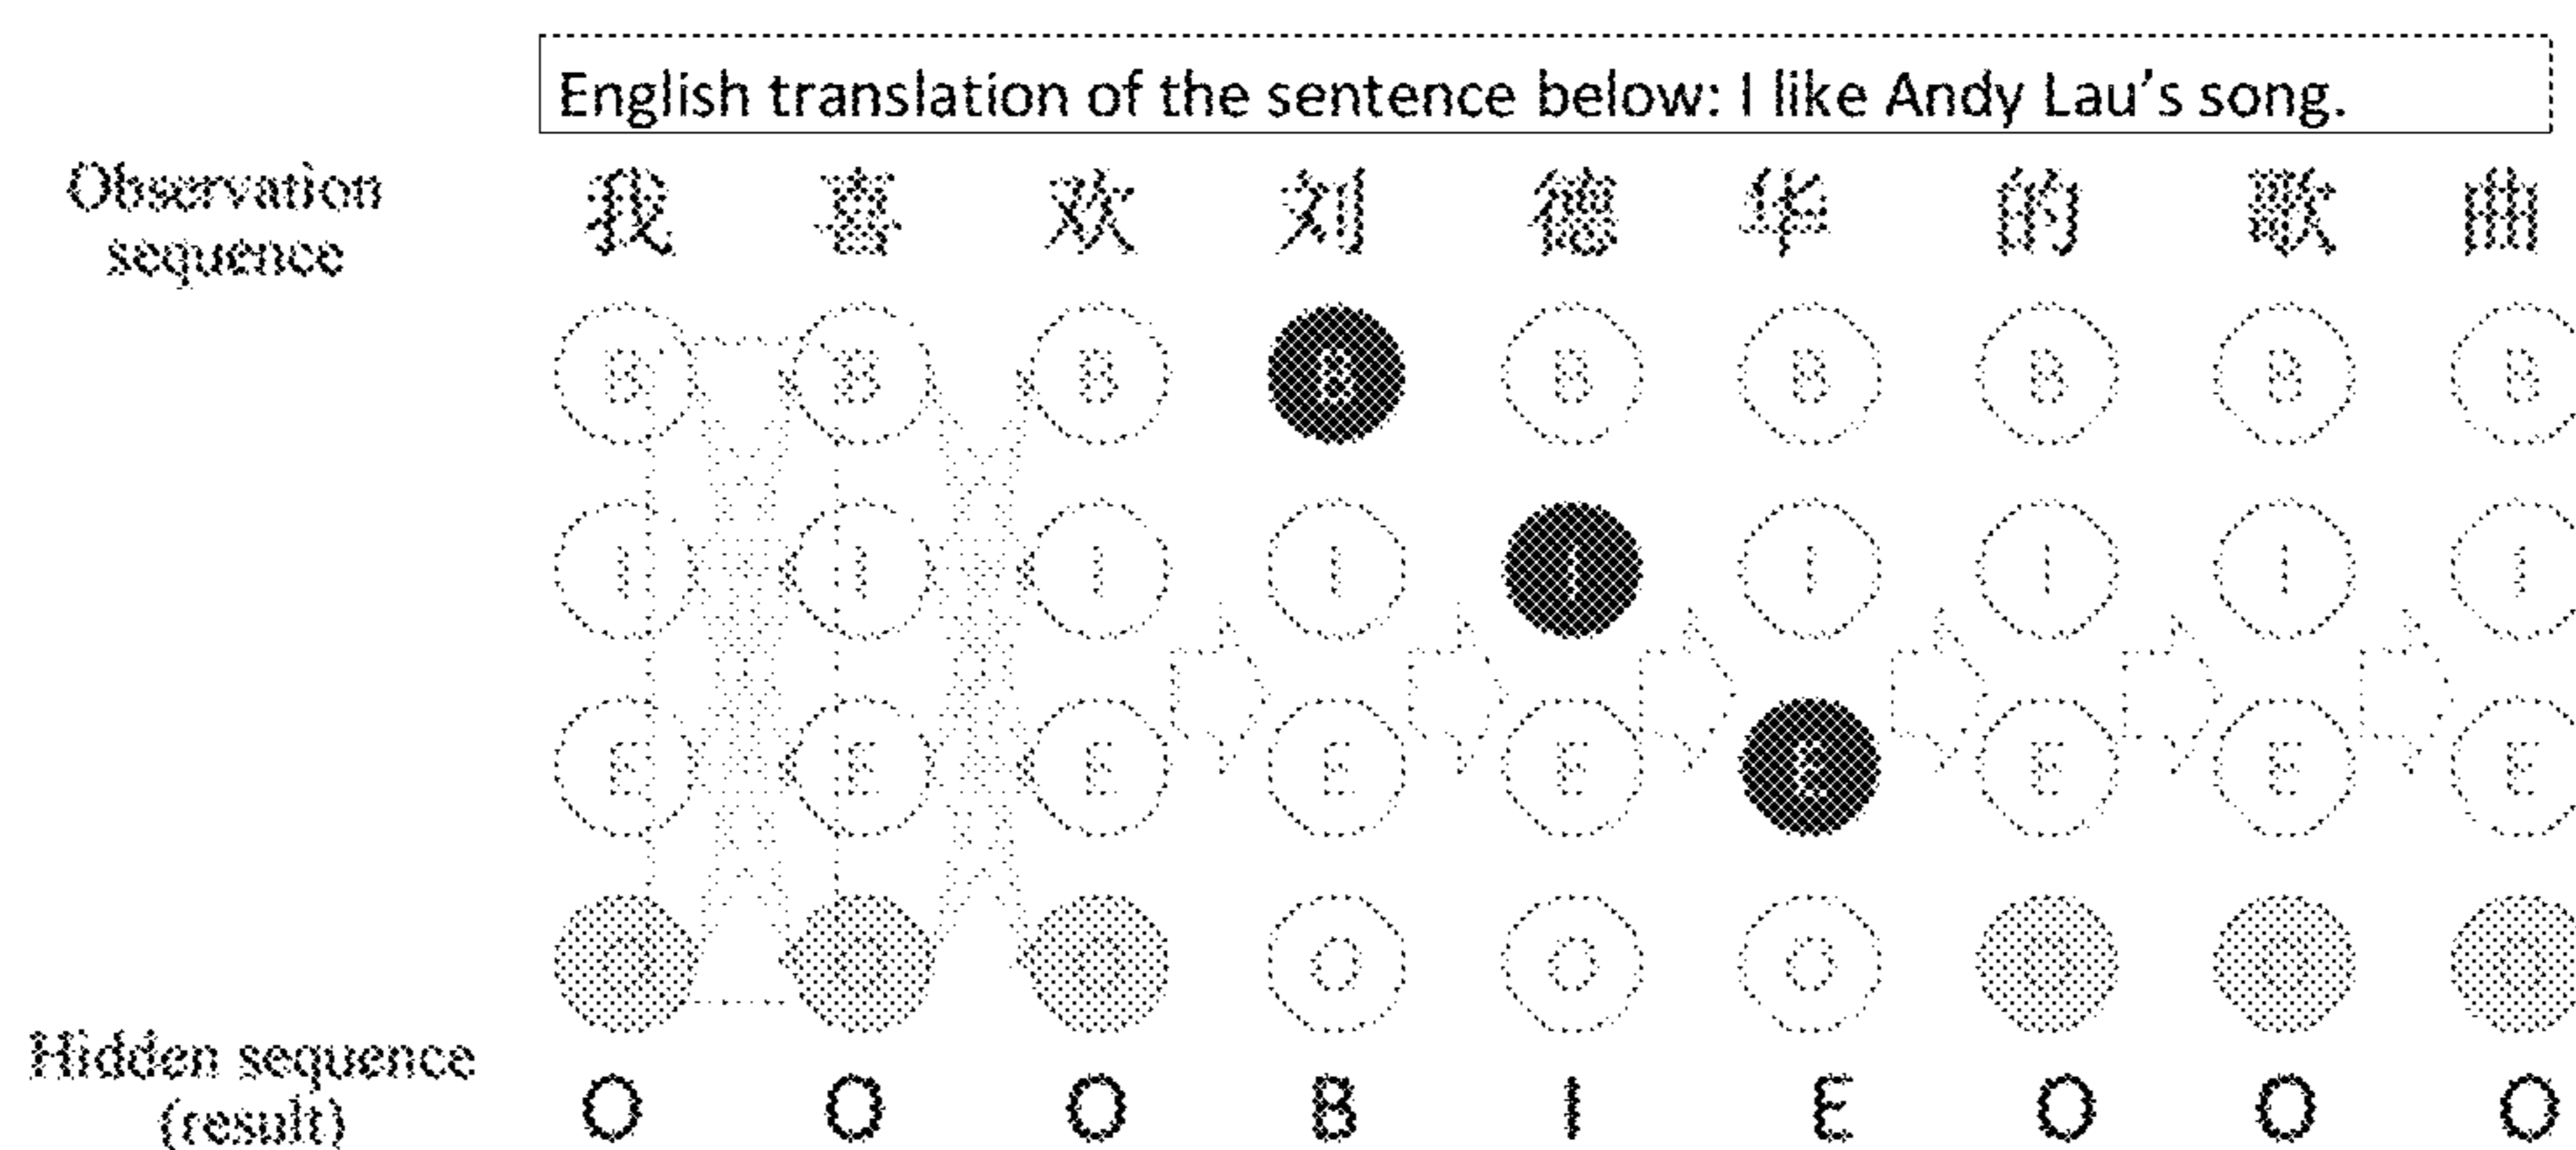 English translation of the sentence below: I like Andy Lau's song.
Observation sequence
我 喜 欢 刘 德 华 的 歌 曲
B B B B B B B B B
I I I I I I I I I
E E E E E E E E E
O O O O O O O O O
Hidden sequence (result)
O O O B I E O O O